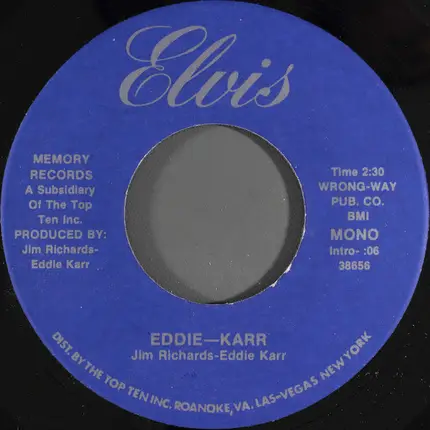 Elvis
MEMORY
RECORDS
A Subsidiary
Of The Top
Ten Inc.
PRODUCED BY:
Jim Richards-
Eddie Karr
Time 2:30
WRONG-WAY
PUB. CO.
BMI
MONO
Intro- :06
38656
EDDIE—KARR
Jim Richards-Eddie Karr
DIST. BY THE TOP TEN INC. ROANOKE, VA. LAS-VEGAS NEW YORK